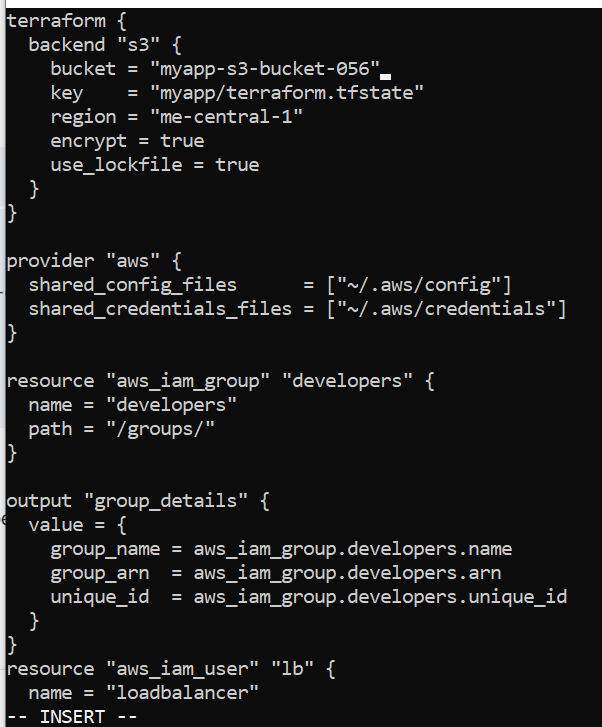 terraform {
  backend "s3" {
    bucket = "myapp-s3-bucket-056"
    key    = "myapp/terraform.tfstate"
    region = "me-central-1"
    encrypt = true
    use_lockfile = true
  }
}

provider "aws" {
  shared_config_files      = ["~/.aws/config"]
  shared_credentials_files = ["~/.aws/credentials"]
}

resource "aws_iam_group" "developers" {
  name = "developers"
  path = "/groups/"
}

output "group_details" {
  value = {
    group_name = aws_iam_group.developers.name
    group_arn  = aws_iam_group.developers.arn
    unique_id  = aws_iam_group.developers.unique_id
  }
}
resource "aws_iam_user" "lb" {
  name = "loadbalancer"
-- INSERT --